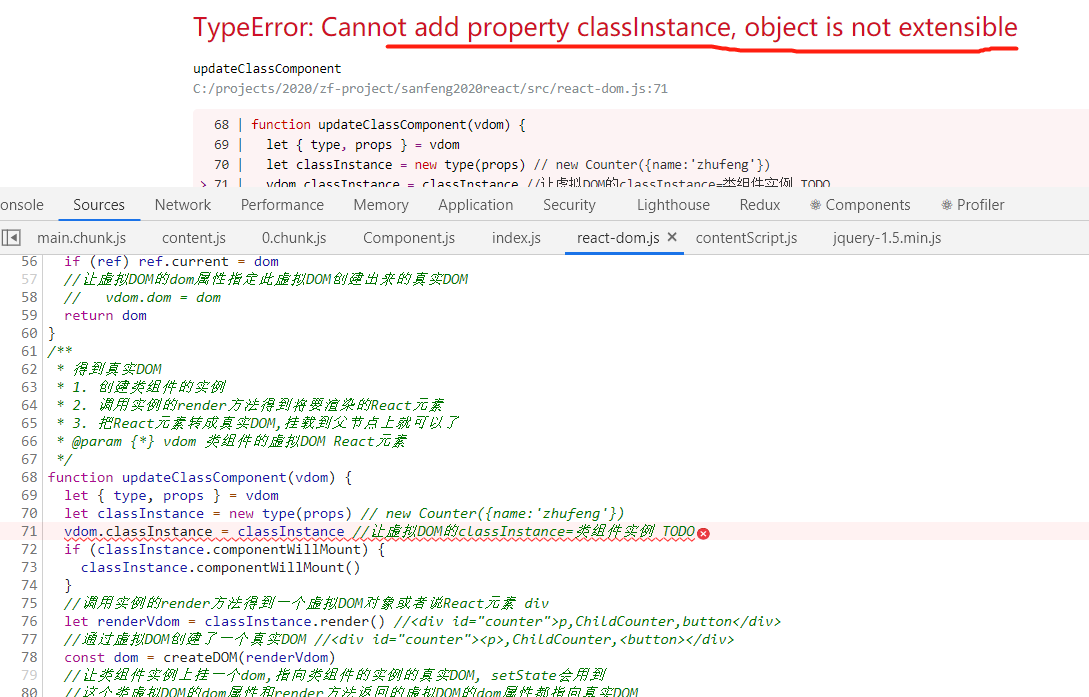 TypeError: Cannot add property classInstance, object is not extensible
updateClassComponent
C:/projects/2020/zf-project/sanfeng2020react/src/react-dom.js:71
68 | function updateClassComponent(vdom) {
69 | let { type, props } = vdom
70 | let classInstance = new type(props) // new Counter({name:'zhufeng'})
> 71 | vdom.classInstance = classInstance //让虚拟DOM的classInstance=类组件实例 TODO
onsole Sources Network Performance Memory Application Security Lighthouse Redux Components Profiler
main.chunk.js content.js 0.chunk.js Component.js index.js react-dom.js × contentScript.js jquery-1.5.min.js
56 if (ref) ref.current = dom
57 //让虚拟DOM的dom属性指定此虚拟DOM创建出来的真实DOM
58 // vdom.dom = dom
59 return dom
60 }
61 /**
62 * 得到真实DOM
63 * 1. 创建类组件的实例
64 * 2. 调用实例的render方法得到将要渲染的React元素
65 * 3. 把React元素转成真实DOM,挂载到父节点上就可以了
66 * @param {*} vdom 类组件的虚拟DOM React元素
67 */
68 function updateClassComponent(vdom) {
69 let { type, props } = vdom
70 let classInstance = new type(props) // new Counter({name:'zhufeng'})
71 vdom.classInstance = classInstance //让虚拟DOM的classInstance=类组件实例 TODO
72 if (classInstance.componentWillMount) {
73 classInstance.componentWillMount()
74 }
75 //调用实例的render方法得到一个虚拟DOM对象或者说React元素 div
76 let renderVdom = classInstance.render() //<div id="counter">p,ChildCounter,button</div>
77 //通过虚拟DOM创建了一个真实DOM //<div id="counter"><p>,ChildCounter,<button></div>
78 const dom = createDOM(renderVdom)
79 //让类组件实例上挂一个dom,指向类组件的实例的真实DOM, setState会用到
80 //这个类虚拟DOM的dom属性和render方法返回的虚拟DOM的dom属性都指向真实DOM